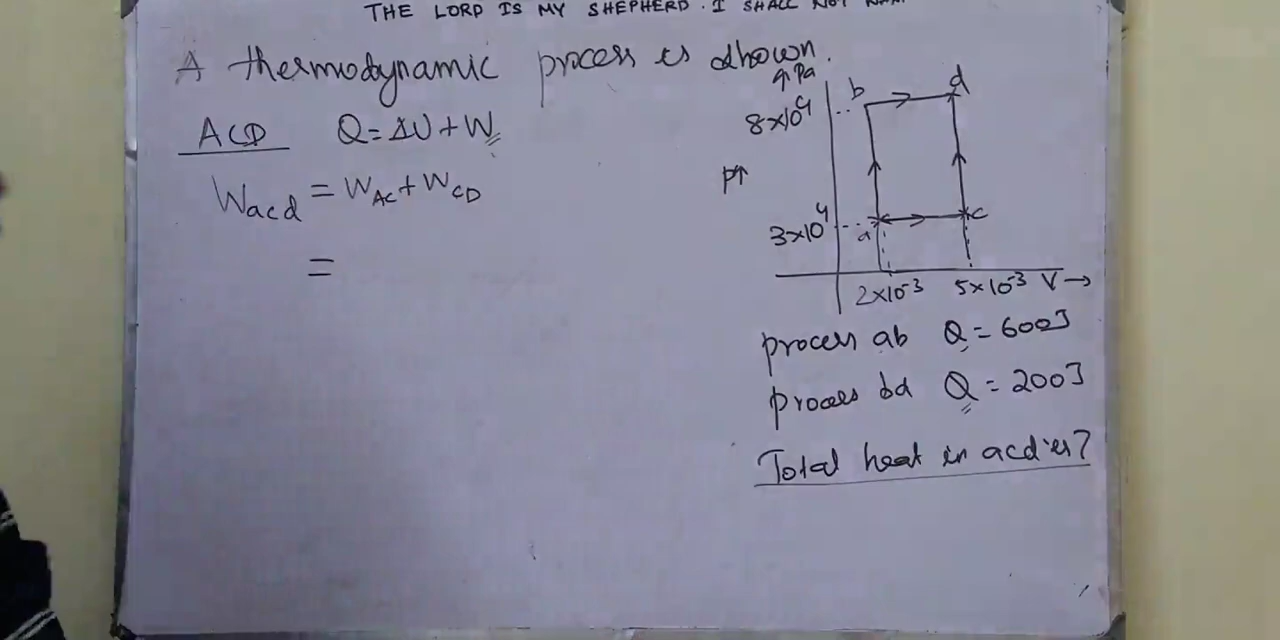 THE LORD IS MY SHEPHERD. I SHALL NOT
A thermodynamic process is shown.
ACD Q = ΔU + W
Wacd = WAC + WCD
=
↑Pa
b d
8×10⁴
P↑
3×10⁴
a c
2×10⁻³ 5×10⁻³ V →
process ab Q = 600J
process bd Q = 200J
Total heat in acd is?